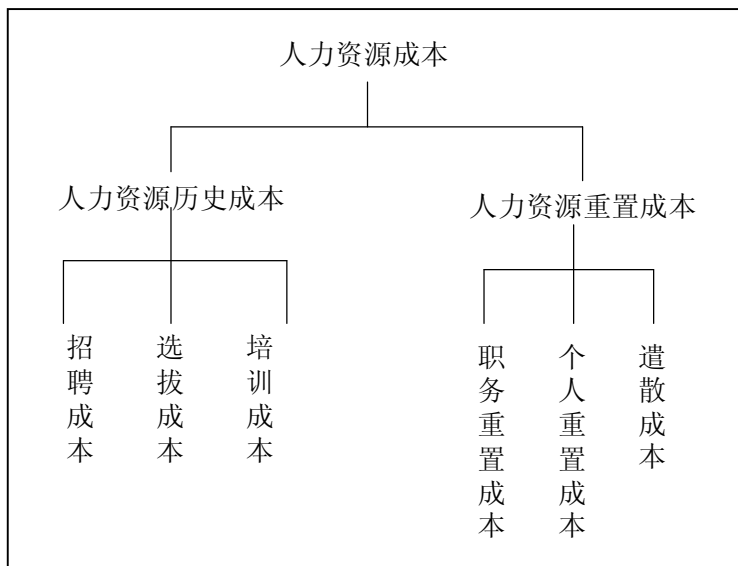 人力资源成本
人力资源历史成本
人力资源重置成本
招聘成本
选拔成本
培训成本
职务重置成本
个人重置成本
遣散成本